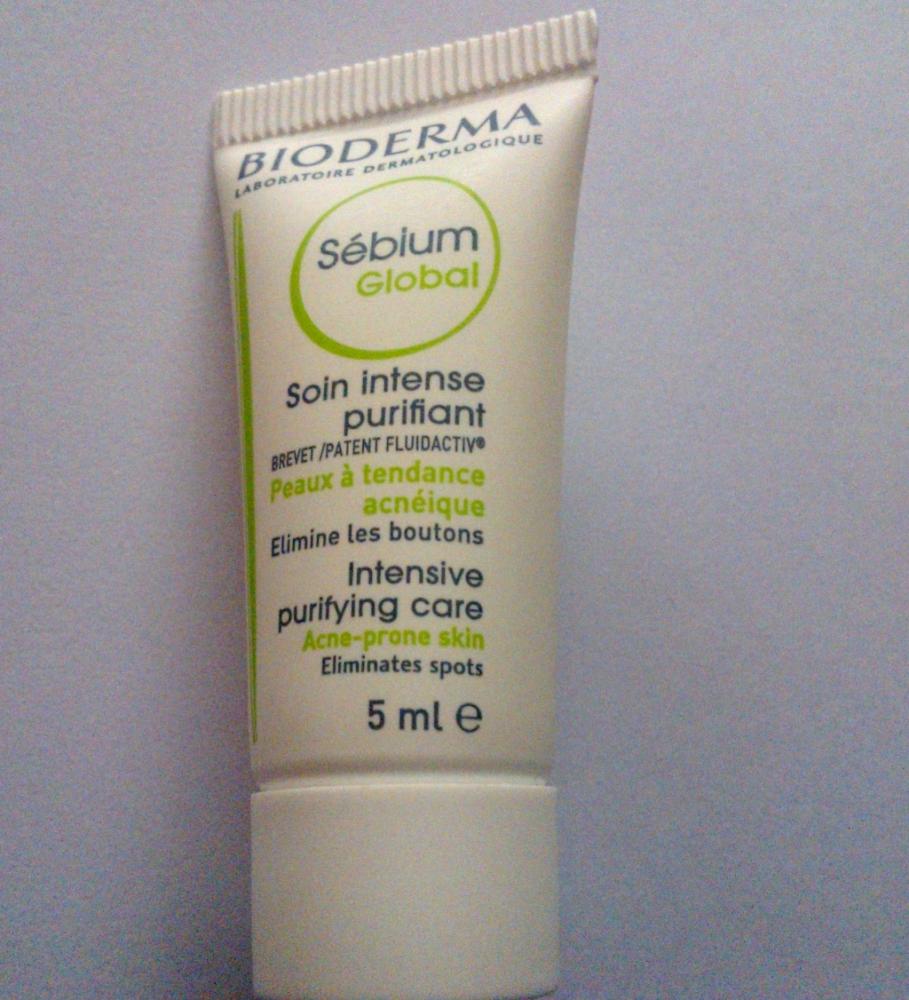 BIODERMA
LABORATOIRE DERMATOLOGIQUE
Sébium
Global
Soin intense
purifiant
BREVET /PATENT FLUIDACTIV®
Peaux à tendance
acnéique
Elimine les boutons
Intensive
purifying care
Acne-prone skin
Eliminates spots
5 ml ℮